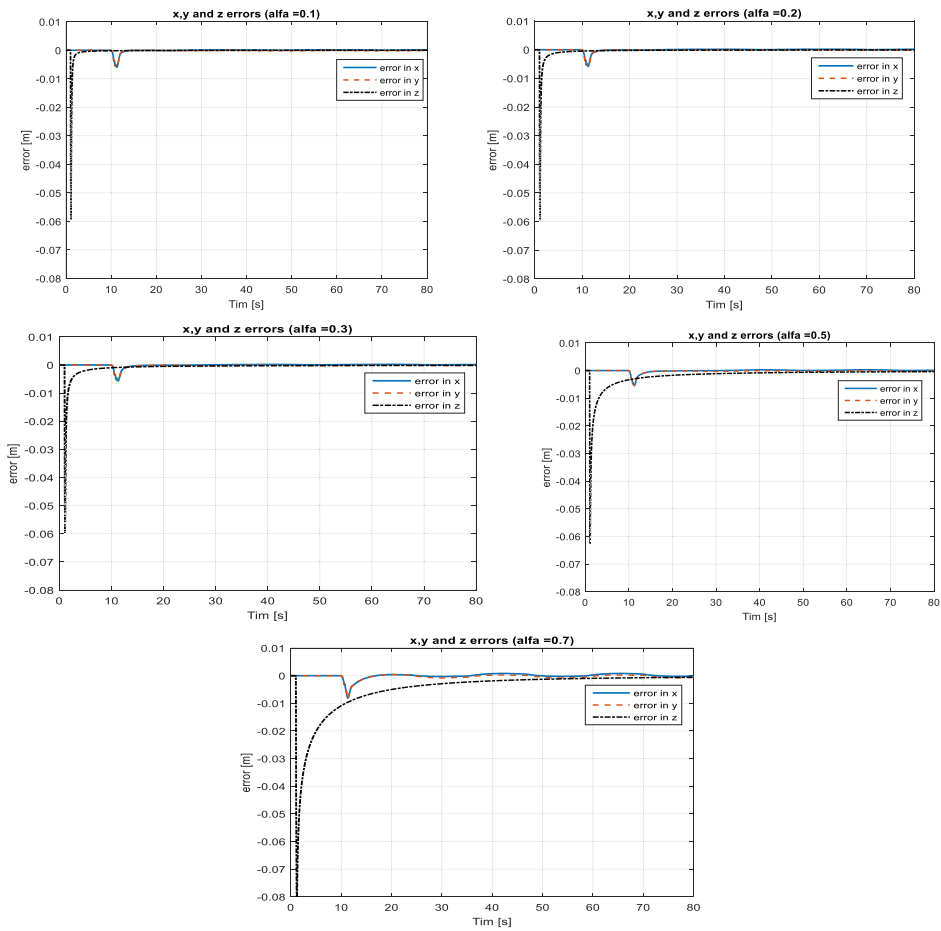 x,y and z errors (alfa =0.1)
0.01
0
-0.01
-0.02
-0.03
-0.04
-0.05
-0.06
-0.07
-0.08
error [m]
error in x
error in y
error in z
0 10 20 30 40 50 60 70 80
Tim [s]
x,y and z errors (alfa =0.2)
0.01
0
-0.01
-0.02
-0.03
-0.04
-0.05
-0.06
-0.07
-0.08
error [m]
error in x
error in y
error in z
0 10 20 30 40 50 60 70 80
Tim [s]
x,y and z errors (alfa =0.3)
0.01
0
-0.01
-0.02
-0.03
-0.04
-0.05
-0.06
-0.07
-0.08
error [m]
error in x
error in y
error in z
0 10 20 30 40 50 60 70 80
Tim [s]
x,y and z errors (alfa =0.5)
0.01
0
-0.01
-0.02
-0.03
-0.04
-0.05
-0.06
-0.07
-0.08
error [m]
error in x
error in y
error in z
0 10 20 30 40 50 60 70 80
Tim [s]
x,y and z errors (alfa =0.7)
0.01
0
-0.01
-0.02
-0.03
-0.04
-0.05
-0.06
-0.07
-0.08
error [m]
error in x
error in y
error in z
0 10 20 30 40 50 60 70 80
Tim [s]